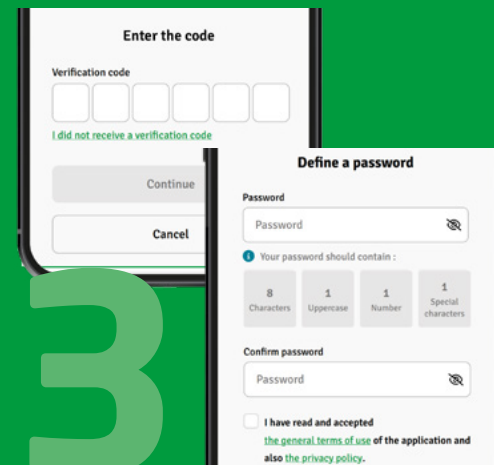 Enter the code
Verification code
I did not receive a verification code
Continue
Cancel
3
Define a password
Password
Password
Your password should contain :
8
Characters
1
Uppercase
1
Number
1
Special
characters
Confirm password
Password
I have read and accepted
the general terms of use of the application and
also the privacy policy.